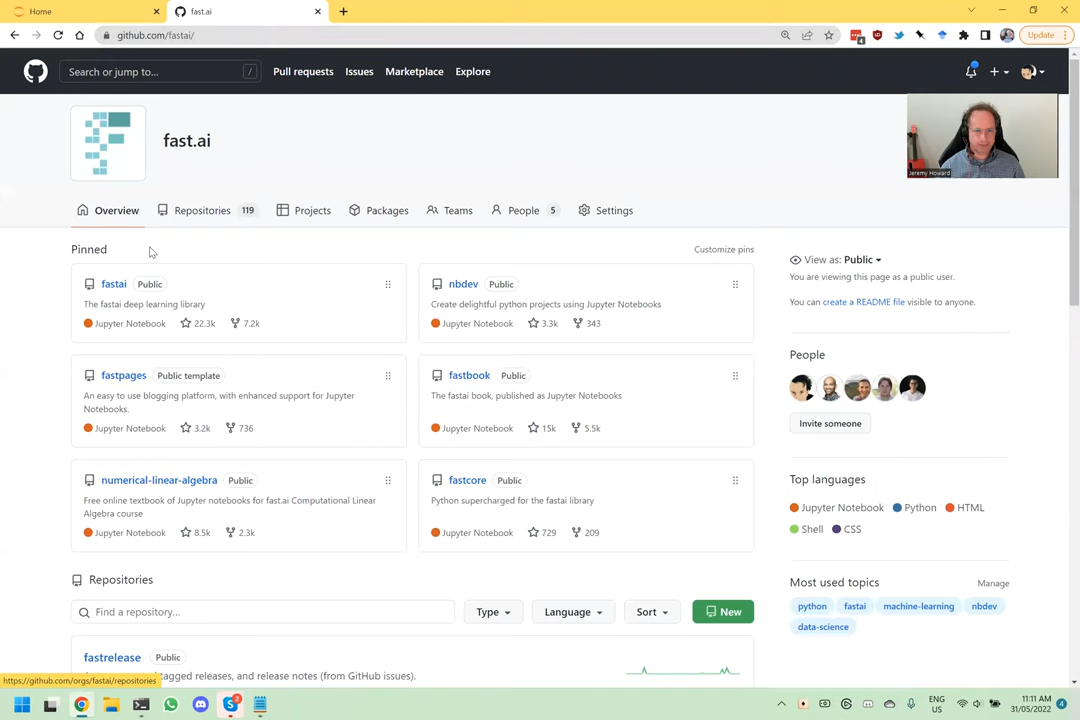 Home
fast.ai
github.com/fastai/
4
Update
Search or jump to...
/
Pull requests
Issues
Marketplace
Explore
fast.ai
Jeremy Howard
Overview
Repositories 119
Projects
Packages
Teams
People 5
Settings
Pinned
Customize pins
fastai Public
The fastai deep learning library
Jupyter Notebook 22.3k 7.2k
nbdev Public
Create delightful python projects using Jupyter Notebooks
Jupyter Notebook 3.3k 343
fastpages Public template
An easy to use blogging platform, with enhanced support for Jupyter
Notebooks.
Jupyter Notebook 3.2k 736
fastbook Public
The fastai book, published as Jupyter Notebooks
Jupyter Notebook 15k 5.5k
numerical-linear-algebra Public
Free online textbook of Jupyter notebooks for fast.ai Computational Linear
Algebra course
Jupyter Notebook 8.5k 2.3k
fastcore Public
Python supercharged for the fastai library
Jupyter Notebook 729 209
View as: Public
You are viewing this page as a public user.
You can create a README file visible to anyone.
People
Invite someone
Top languages
Jupyter Notebook Python HTML
Shell CSS
Most used topics
Manage
python fastai machine-learning nbdev
data-science
Repositories
Find a repository...
Type
Language
Sort
New
fastrelease Public
tagged releases, and release notes (from GitHub issues).
https://github.com/orgs/fastai/repositories
2
ENG
US
11:11 AM
31/05/2022
4